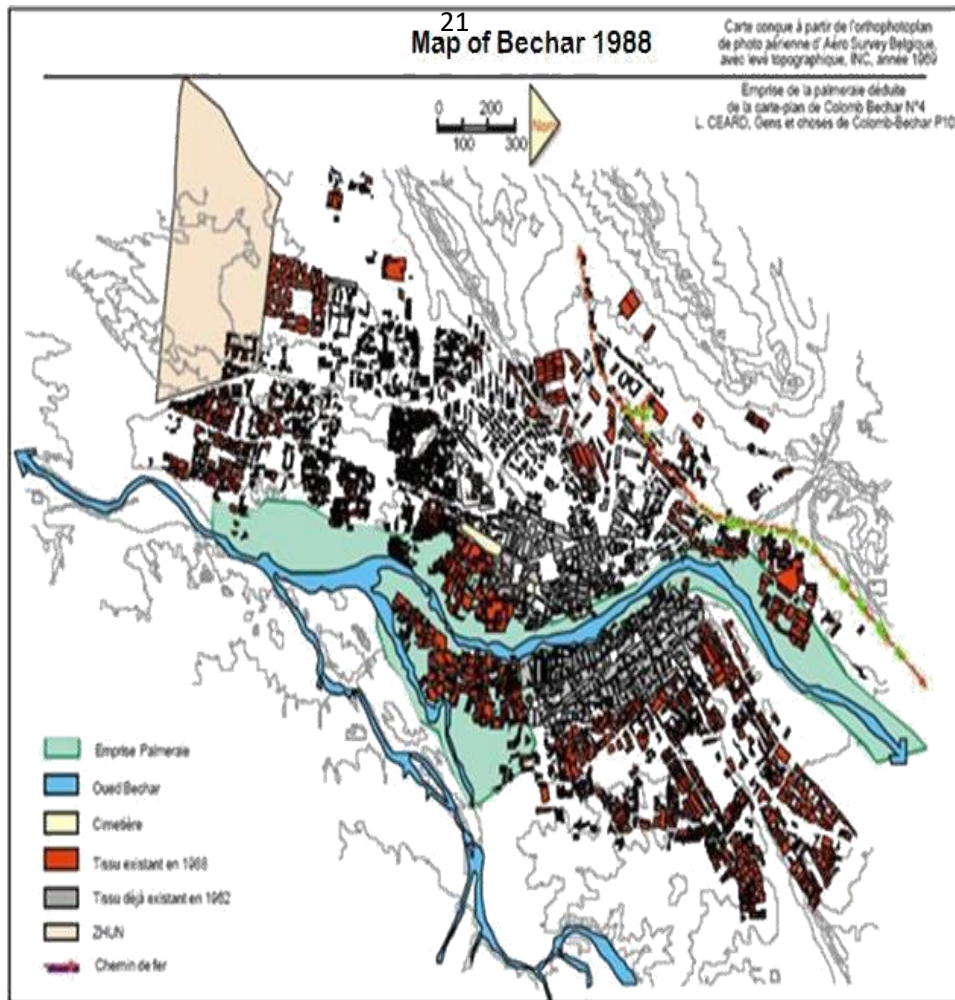 21
Map of Bechar 1988
Carte conçue à partir de l'orthophotoplan
de photo aérienne d'Aéro Survey Belgique,
avec levé topographique, INC, année 1969
Emprise de la palmeraie déduite
de la carte-plan de Colomb Bechar N°4
L. CEARD, Gens et choses de Colomb-Bechar P10
0 200
100 300
Nord
Emprise Palmeraie
Oued Bechar
Cimetière
Tissu existant en 1988
Tissu déjà existant en 1962
ZHUN
Chemin de fer